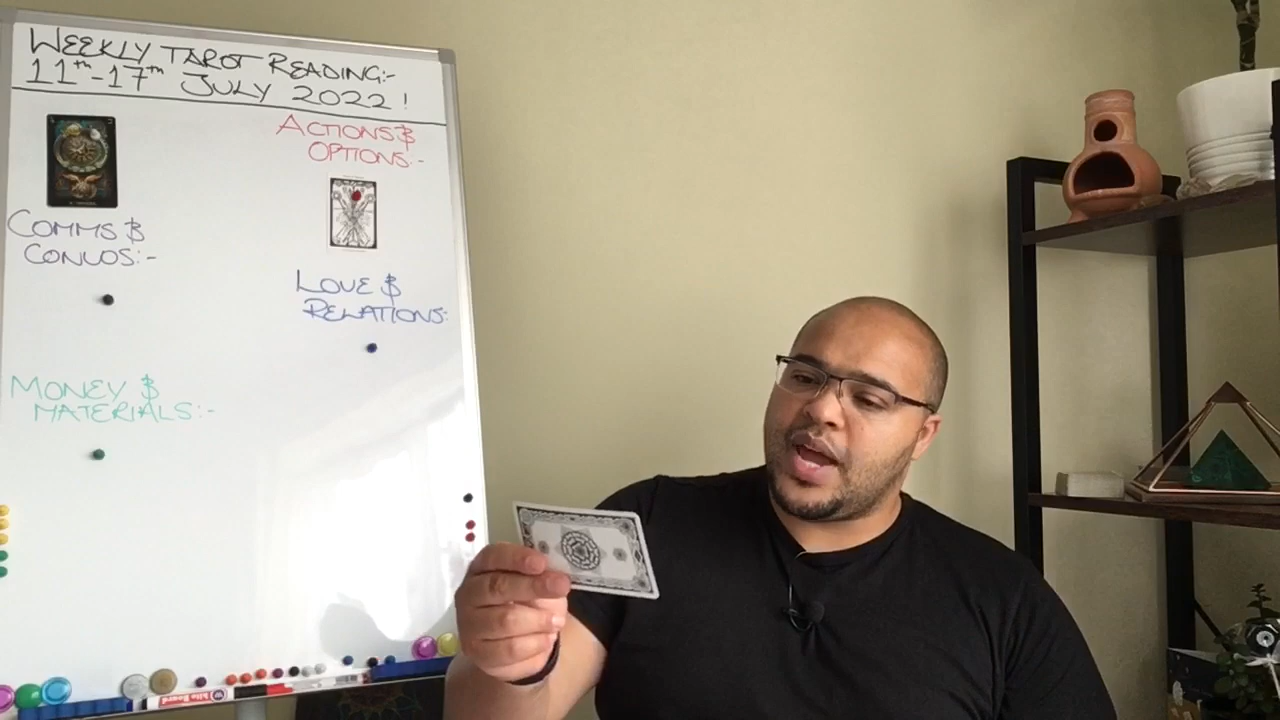 WEEKLY TAROT READING:-
11th-17th JULY 2022!
ACTIONS &
OPTIONS:-
COMMS &
CONVOS:-
LOVE &
RELATIONS:
MONEY &
MATERIALS:-